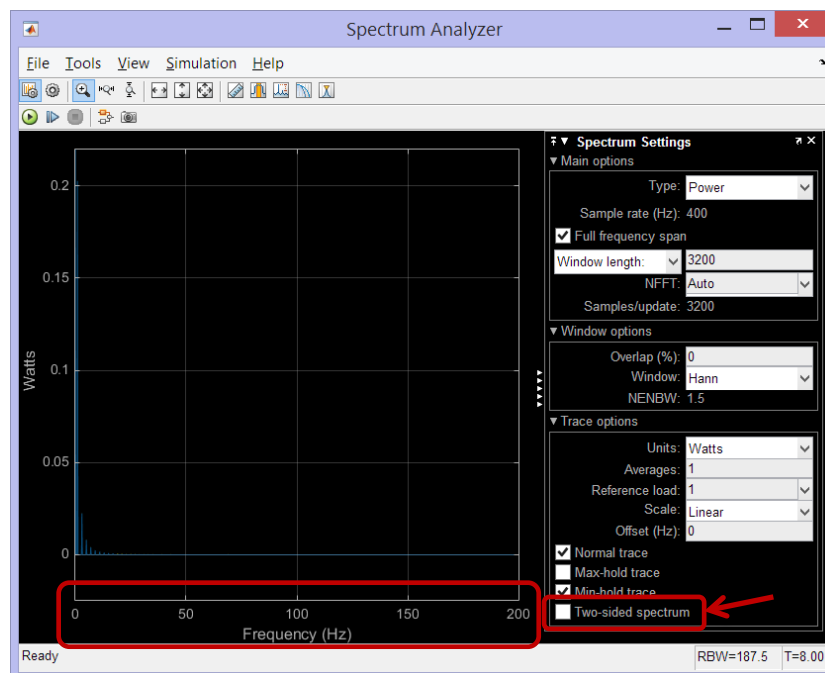 Spectrum Analyzer
File Tools View Simulation Help
Spectrum Settings
Main options
Type: Power
Sample rate (Hz): 400
Full frequency span
Window length: 3200
NFFT: Auto
Samples/update: 3200
Window options
Overlap (%): 0
Window: Hann
NENBW: 1.5
Trace options
Units: Watts
Averages: 1
Reference load: 1
Scale: Linear
Offset (Hz): 0
Normal trace
Max-hold trace
Min-hold trace
Two-sided spectrum
0.2
0.15
0.1
0.05
0
Watts
0 50 100 150 200
Frequency (Hz)
Ready RBW=187.5 T=8.00